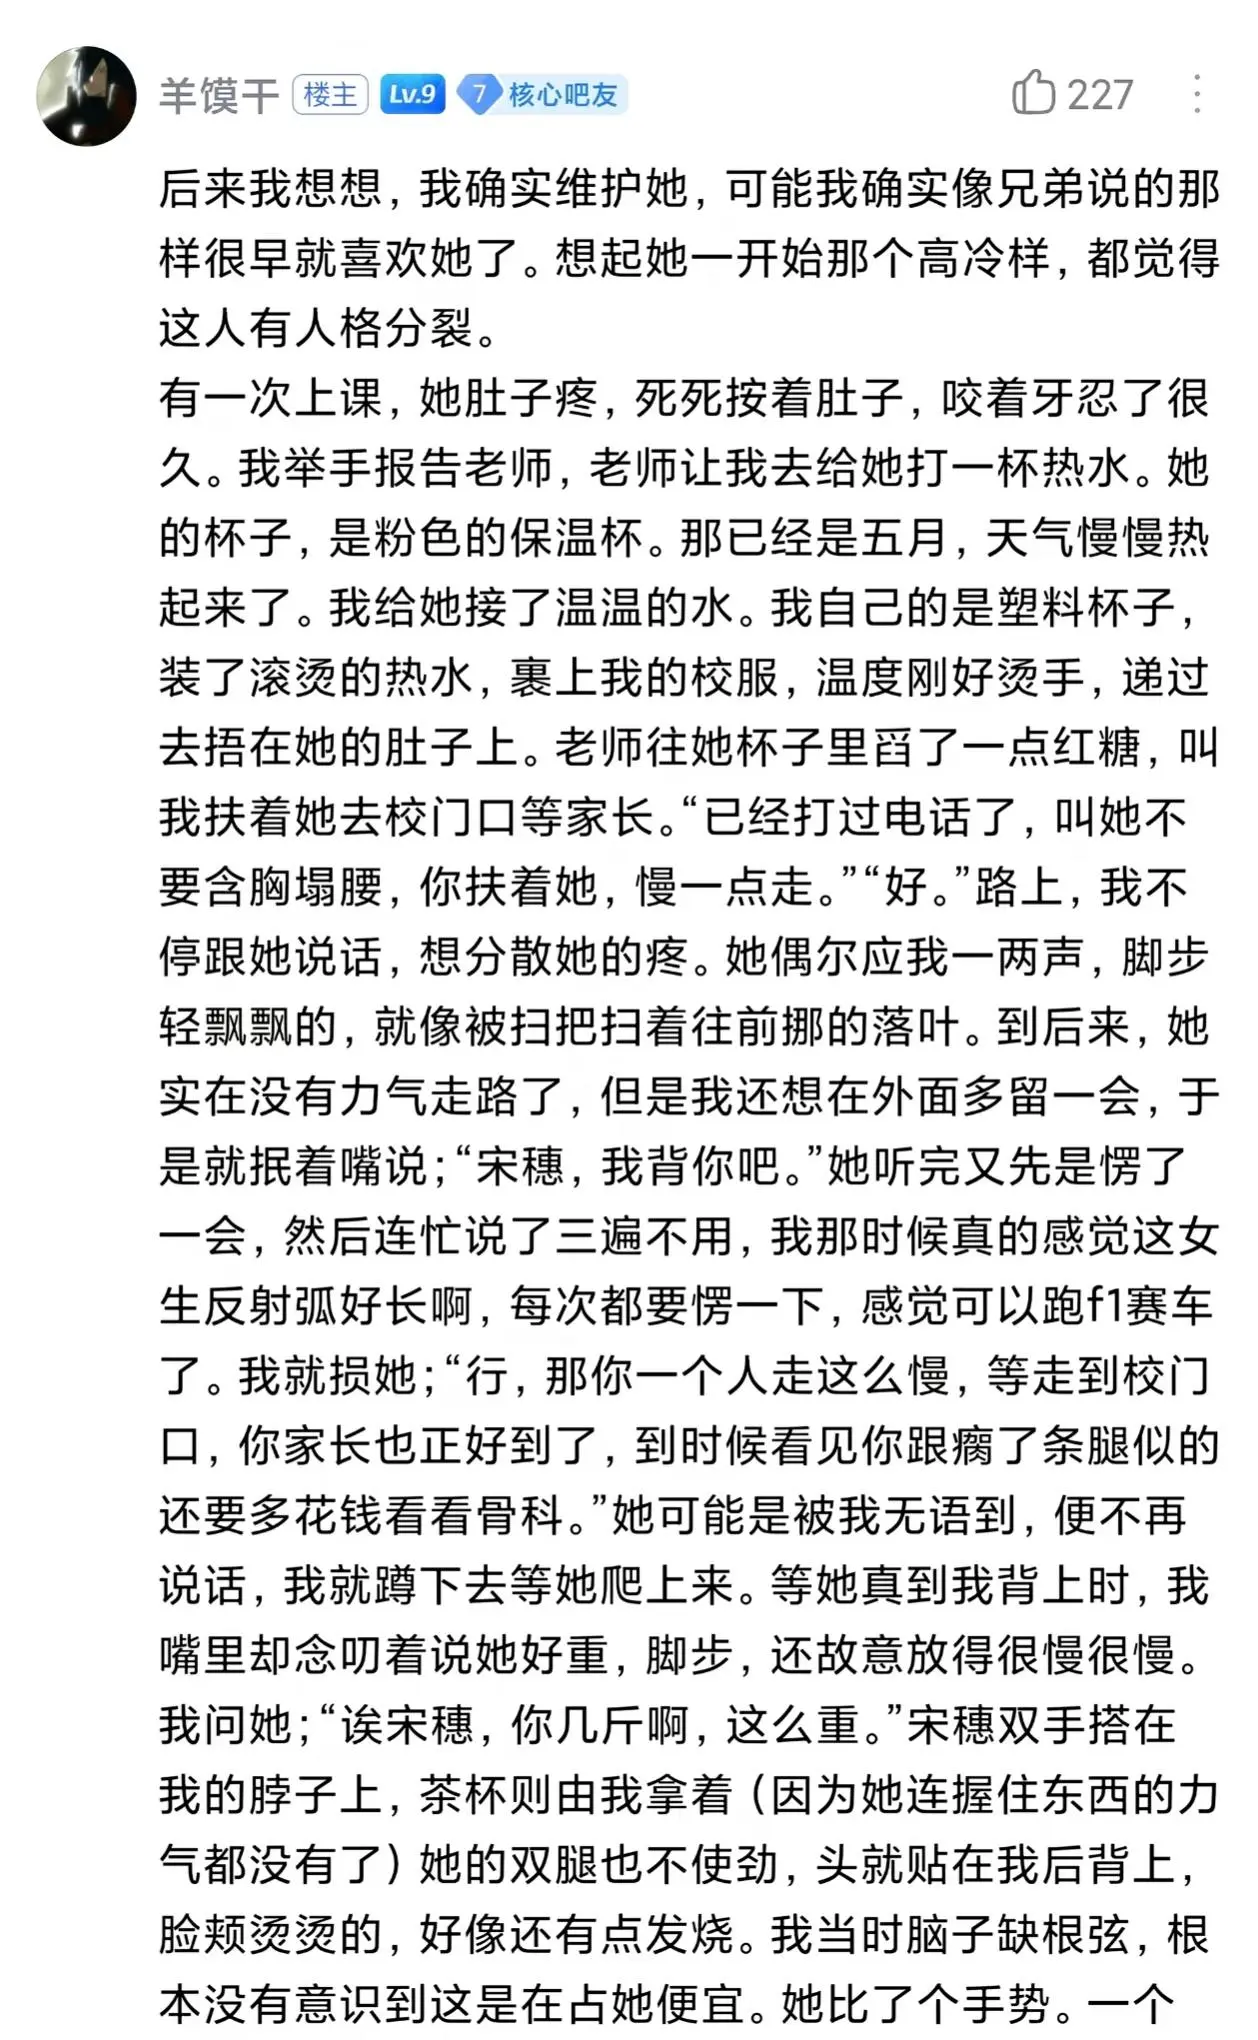 羊馍干 楼主 Lv.9 7 核心吧友 227
后来我想想，我确实维护她，可能我确实像兄弟说的那
样很早就喜欢她了。想起她一开始那个高冷样，都觉得
这人有人格分裂。
有一次上课，她肚子疼，死死按着肚子，咬着牙忍了很
久。我举手报告老师，老师让我去给她打一杯热水。她
的杯子，是粉色的保温杯。那已经是五月，天气慢慢热
起来了。我给她接了温温的水。我自己的是塑料杯子，
装了滚烫的热水，裹上我的校服，温度刚好烫手，递过
去捂在她的肚子上。老师往她杯子里舀了一点红糖，叫
我扶着她去校门口等家长。“已经打过电话了，叫她不
要含胸塌腰，你扶着她，慢一点走。”“好。”路上，我不
停跟她说话，想分散她的疼。她偶尔应我一两声，脚步
轻飘飘的，就像被扫把扫着往前挪的落叶。到后来，她
实在没有力气走路了，但是我还想在外面多留一会，于
是就抿着嘴说；“宋穗，我背你吧。”她听完又先是愣了
一会，然后连忙说了三遍不用，我那时候真的感觉这女
生反射弧好长啊，每次都要愣一下，感觉可以跑f1赛车
了。我就损她；“行，那你一个人走这么慢，等走到校门
口，你家长也正好到了，到时候看见你跟瘸了条腿似的
还要多花钱看看骨科。”她可能是被我无语到，便不再
说话，我就蹲下去等她爬上来。等她真到我背上时，我
嘴里却念叨着说她好重，脚步，还故意放得很慢很慢。
我问她；“诶宋穗，你几斤啊，这么重。”宋穗双手搭在
我的脖子上，茶杯则由我拿着（因为她连握住东西的力
气都没有了）她的双腿也不使劲，头就贴在我后背上，
脸颊烫烫的，好像还有点发烧。我当时脑子缺根弦，根
本没有意识到这是在占她便宜。她比了个手势。一个